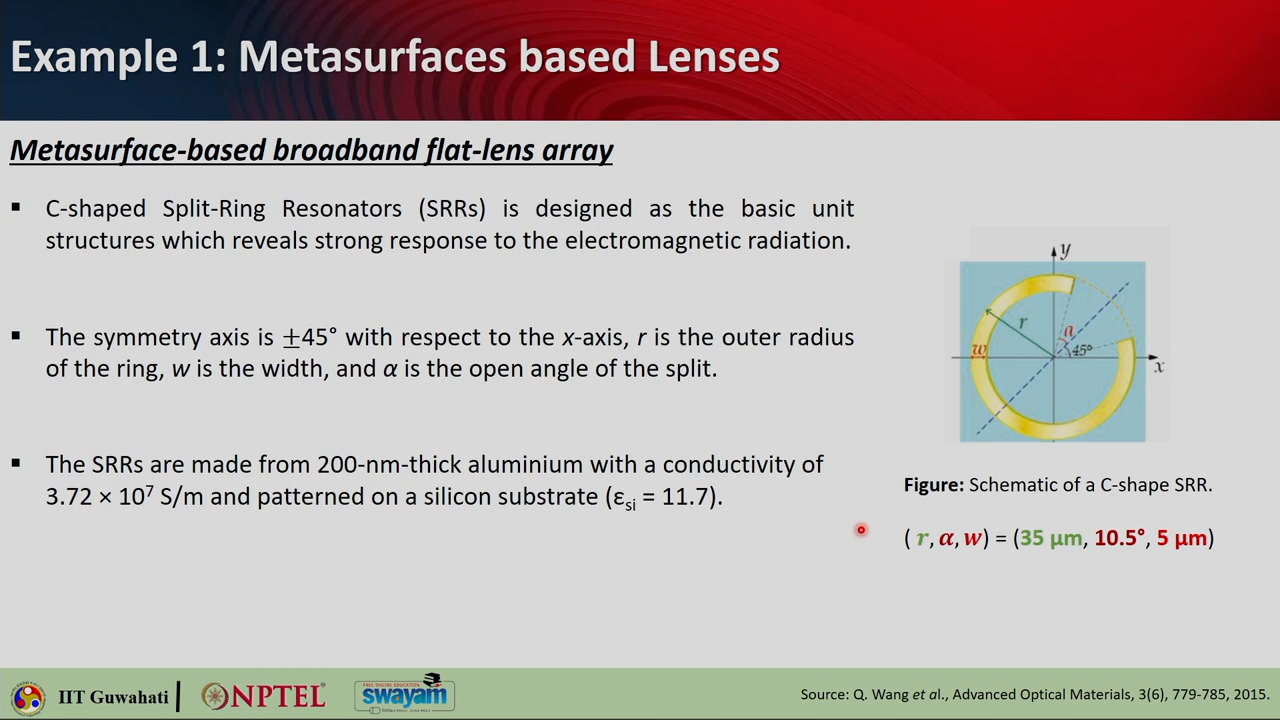 Example 1: Metasurfaces based Lenses
Metasurface-based broadband flat-lens array
▪ C-shaped Split-Ring Resonators (SRRs) is designed as the basic unit
structures which reveals strong response to the electromagnetic radiation.
▪ The symmetry axis is ±45° with respect to the x-axis, r is the outer radius
of the ring, w is the width, and α is the open angle of the split.
▪ The SRRs are made from 200-nm-thick aluminium with a conductivity of
3.72 × 10⁷ S/m and patterned on a silicon substrate (εsi = 11.7).
y
r
α
w
45°
x
Figure: Schematic of a C-shape SRR.
( r, α, w) = (35 μm, 10.5°, 5 μm)
IIT Guwahati
NPTEL
FREE ONLINE EDUCATION
swayam
Source: Q. Wang et al., Advanced Optical Materials, 3(6), 779-785, 2015.